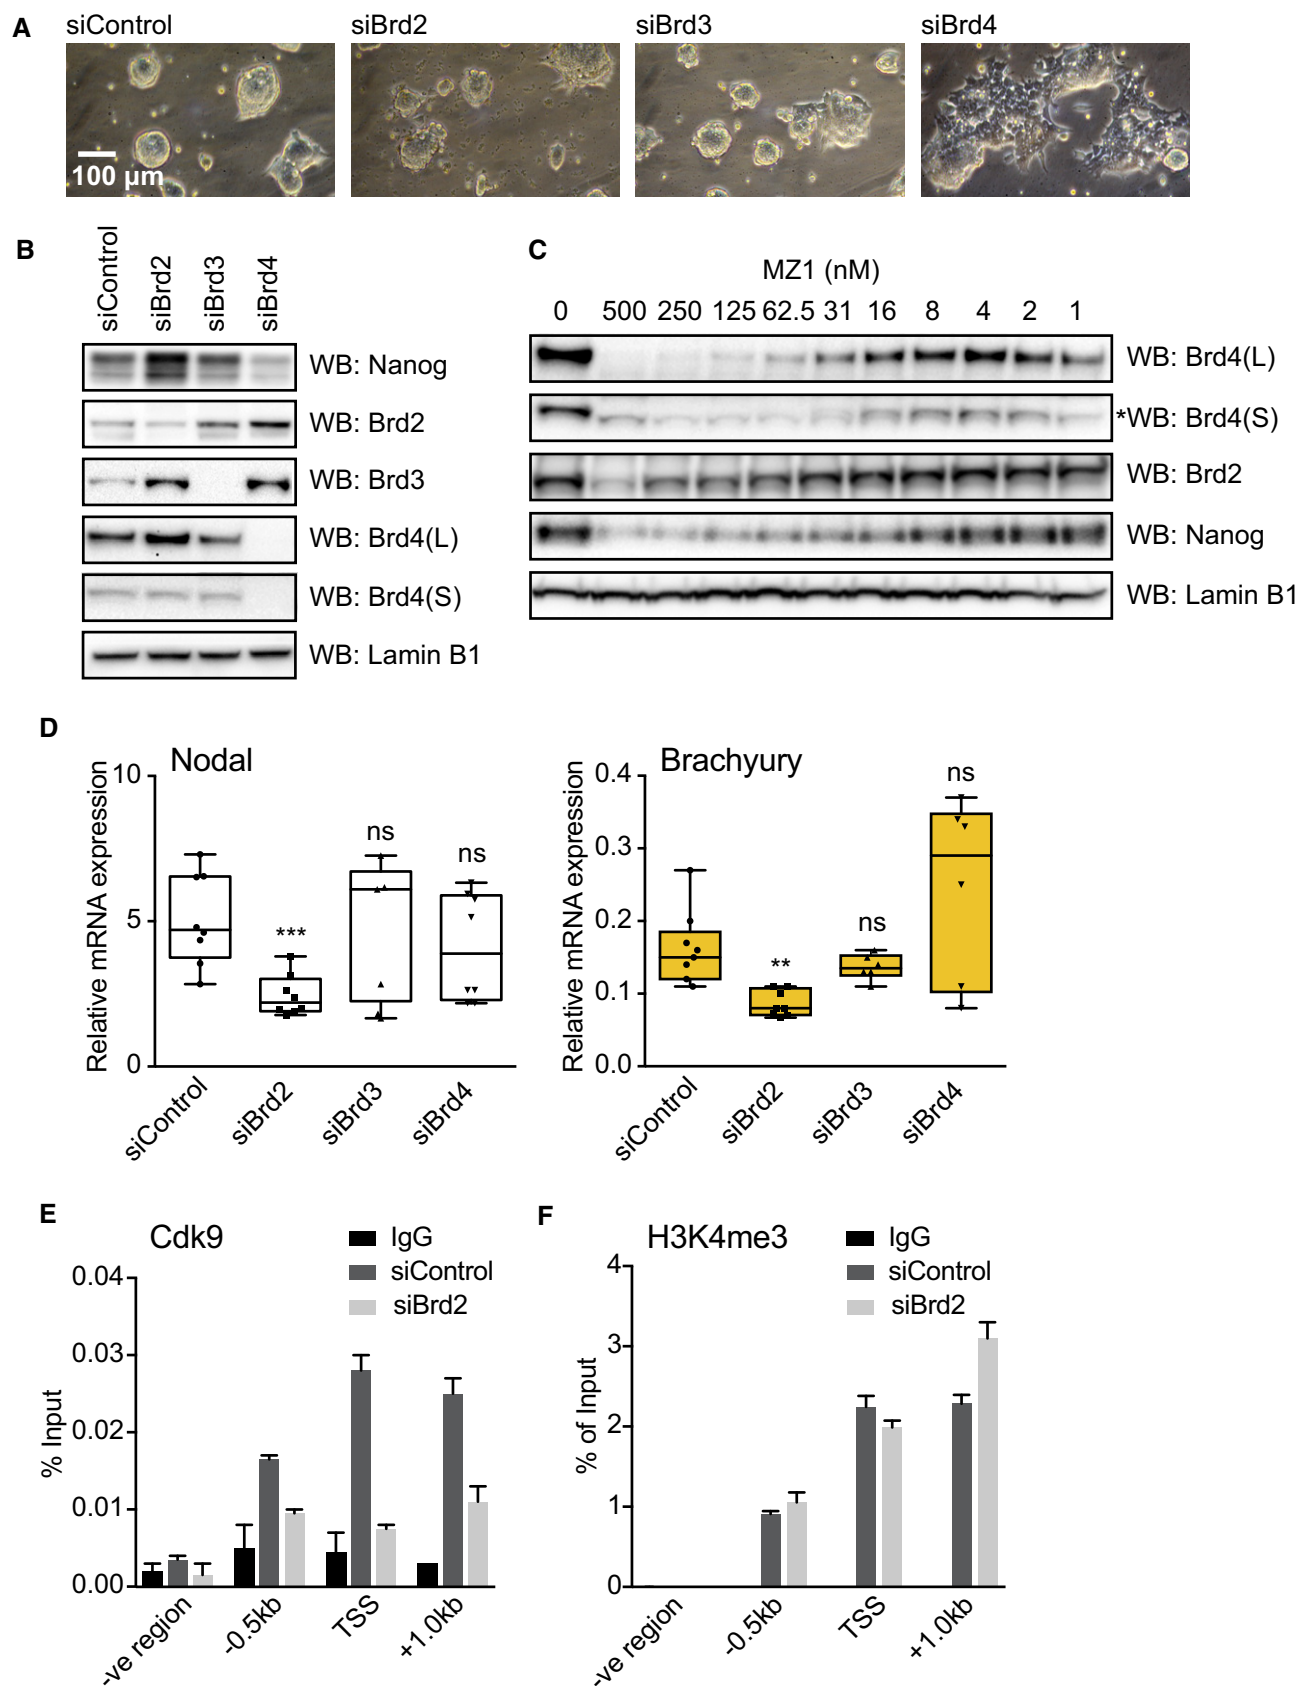 A
siControl
siBrd2
siBrd3
siBrd4
100 µm
B
siControl
siBrd2
siBrd3
siBrd4
WB: Nanog
WB: Brd2
WB: Brd3
WB: Brd4(L)
WB: Brd4(S)
WB: Lamin B1
C
MZ1 (nM)
0 500 250 125 62.5 31 16 8 4 2 1
WB: Brd4(L)
*WB: Brd4(S)
WB: Brd2
WB: Nanog
WB: Lamin B1
D
Nodal
Relative mRNA expression
10
5
0
***
ns
ns
siControl
siBrd2
siBrd3
siBrd4
Brachyury
Relative mRNA expression
0.4
0.3
0.2
0.1
0.0
**
ns
ns
siControl
siBrd2
siBrd3
siBrd4
E
Cdk9
IgG
siControl
siBrd2
% Input
0.04
0.03
0.02
0.01
0.00
-ve region
-0.5kb
TSS
+1.0kb
F
H3K4me3
IgG
siControl
siBrd2
% of Input
4
3
2
1
0
-ve region
-0.5kb
TSS
+1.0kb